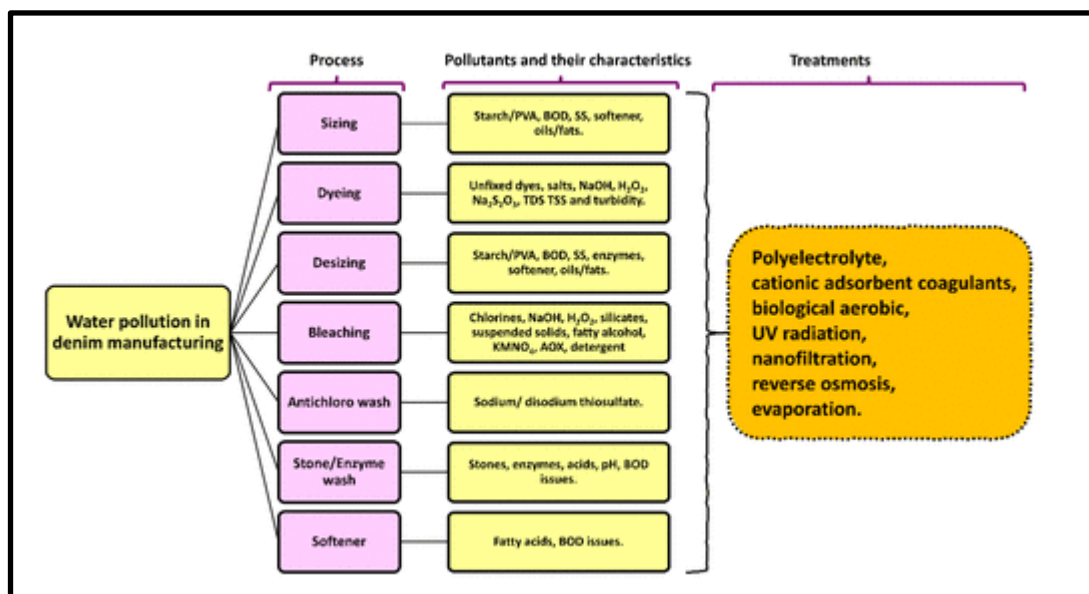 Process
Pollutants and their characteristics
Treatments
Water pollution in
denim manufacturing
Sizing
Starch/PVA, BOD, SS, softener,
oils/fats.
Dyeing
Unfixed dyes, salts, NaOH, H₂O₂,
Na₂S₂O₃, TDS TSS and turbidity.
Desizing
Starch/PVA, BOD, SS, enzymes,
softener, oils/fats.
Bleaching
Chlorines, NaOH, H₂O₂, silicates,
suspended solids, fatty alcohol,
KMNO₄, AOX, detergent
Antichloro wash
Sodium/ disodium thiosulfate.
Stone/Enzyme
wash
Stones, enzymes, acids, pH, BOD
issues.
Softener
Fatty acids, BOD issues.
Polyelectrolyte,
cationic adsorbent coagulants,
biological aerobic,
UV radiation,
nanofiltration,
reverse osmosis,
evaporation.